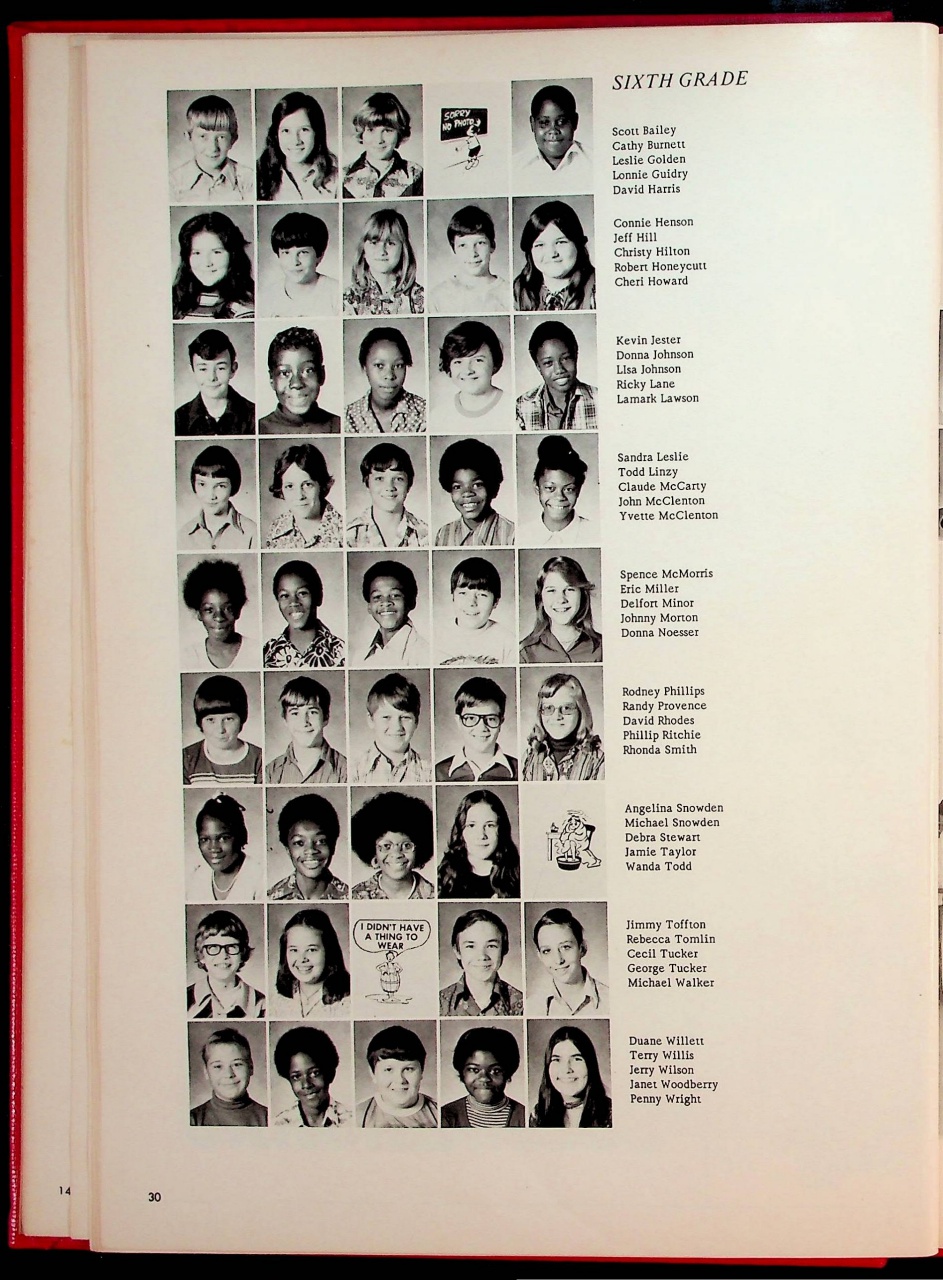 SIXTH GRADE
SORRY
NO PHOTO
Scott Bailey
Cathy Burnett
Leslie Golden
Lonnie Guidry
David Harris
Connie Henson
Jeff Hill
Christy Hilton
Robert Honeycutt
Cheri Howard
Kevin Jester
Donna Johnson
LIsa Johnson
Ricky Lane
Lamark Lawson
Sandra Leslie
Todd Linzy
Claude McCarty
John McClenton
Yvette McClenton
Spence McMorris
Eric Miller
Delfort Minor
Johnny Morton
Donna Noesser
Rodney Phillips
Randy Provence
David Rhodes
Phillip Ritchie
Rhonda Smith
Angelina Snowden
Michael Snowden
Debra Stewart
Jamie Taylor
Wanda Todd
I DIDN'T HAVE
A THING TO
WEAR
Jimmy Toffton
Rebecca Tomlin
Cecil Tucker
George Tucker
Michael Walker
Duane Willett
Terry Willis
Jerry Wilson
Janet Woodberry
Penny Wright
14
30